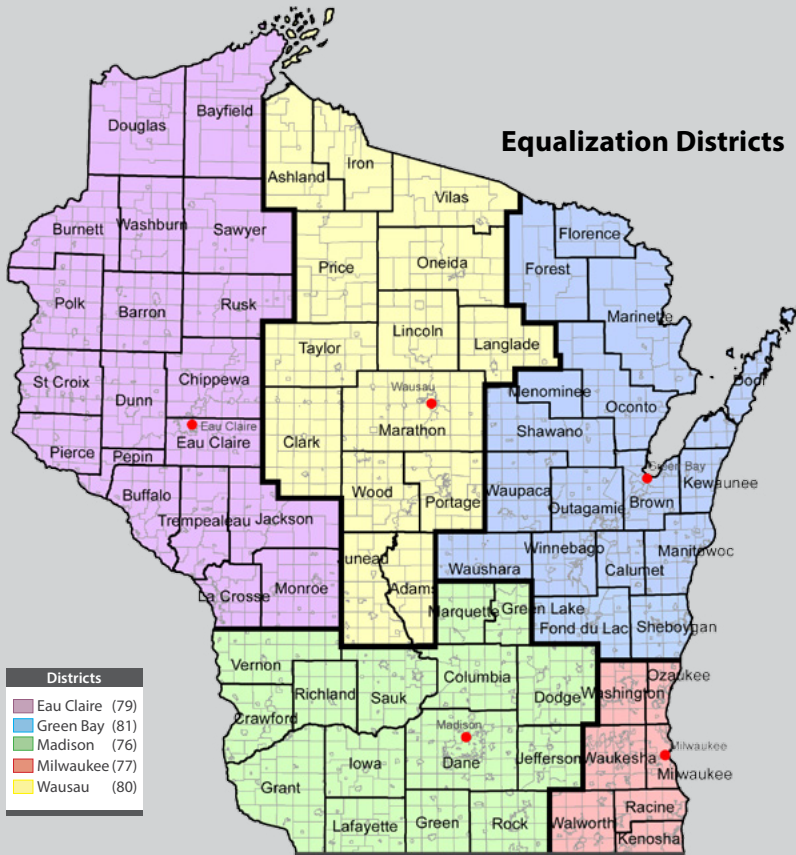 Equalization Districts
Bayfield
Douglas
Iron
Ashland
Vilas
Burnett
Washburn
Sawyer
Florence
Forest
Price
Oneida
Polk
Barron
Rusk
Marinette
Lincoln
Taylor
Langlade
St Croix
Chippewa
Dunn
Wausau
Menominee
Door
Oconto
Eau Claire
Eau Claire
Clark
Marathon
Shawano
Pierce
Pepin
Green Bay
Kewaunee
Buffalo
Wood
Portage
Waupaca
Outagamie
Brown
Trempealeau
Jackson
Winnebago
Manitowoc
unead
Adams
Waushara
Calumet
La Crosse
Monroe
Marquette
Green Lake
Fond du Lac
Sheboygan
Vernon
Richland
Sauk
Columbia
Dodge
Washington
Ozaukee
Crawford
Madison
Iowa
Dane
Jefferson
Waukesha
Milwaukee
Milwaukee
Grant
Lafayette
Green
Rock
Walworth
Racine
Kenosha
Districts
Eau Claire (79)
Green Bay (81)
Madison (76)
Milwaukee (77)
Wausau (80)